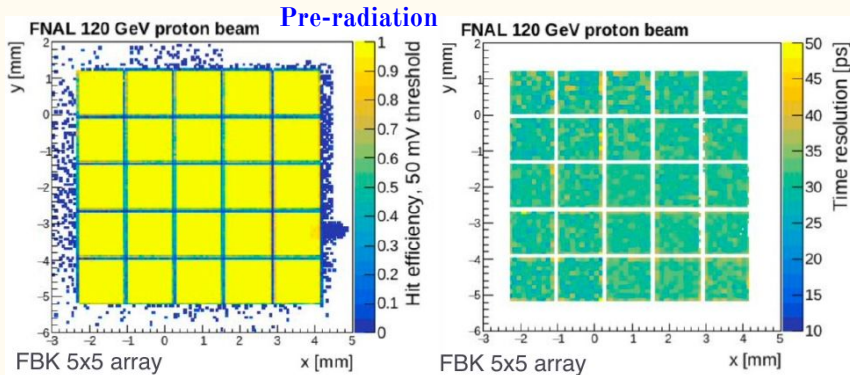 Pre-radiation
FNAL 120 GeV proton beam
y [mm]
2
1
0
−1
−2
−3
−4
−5
−6
−3 −2 −1 0 1 2 3 4 5
x [mm]
FBK 5x5 array
1
0.9
0.8
0.7
0.6
0.5
0.4
0.3
0.2
0.1
0
Hit efficiency, 50 mV threshold
FNAL 120 GeV proton beam
y [mm]
2
1
0
−1
−2
−3
−4
−5
−6
−3 −2 −1 0 1 2 3 4 5
x [mm]
FBK 5x5 array
50
45
40
35
30
25
20
15
10
Time resolution [ps]